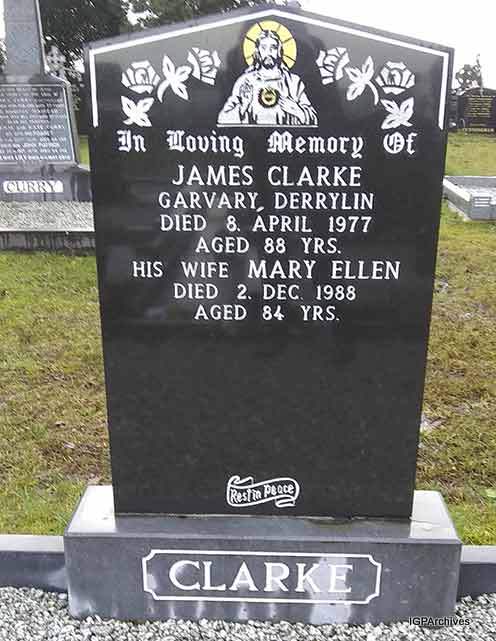 In Loving Memory Of
JAMES CLARKE
GARVARY, DERRYLIN
DIED 8. APRIL 1977
AGED 88 YRS.
HIS WIFE MARY ELLEN
DIED 2. DEC. 1988
AGED 84 YRS.
Rest in Peace
CLARKE
CURRY
IGPArchives